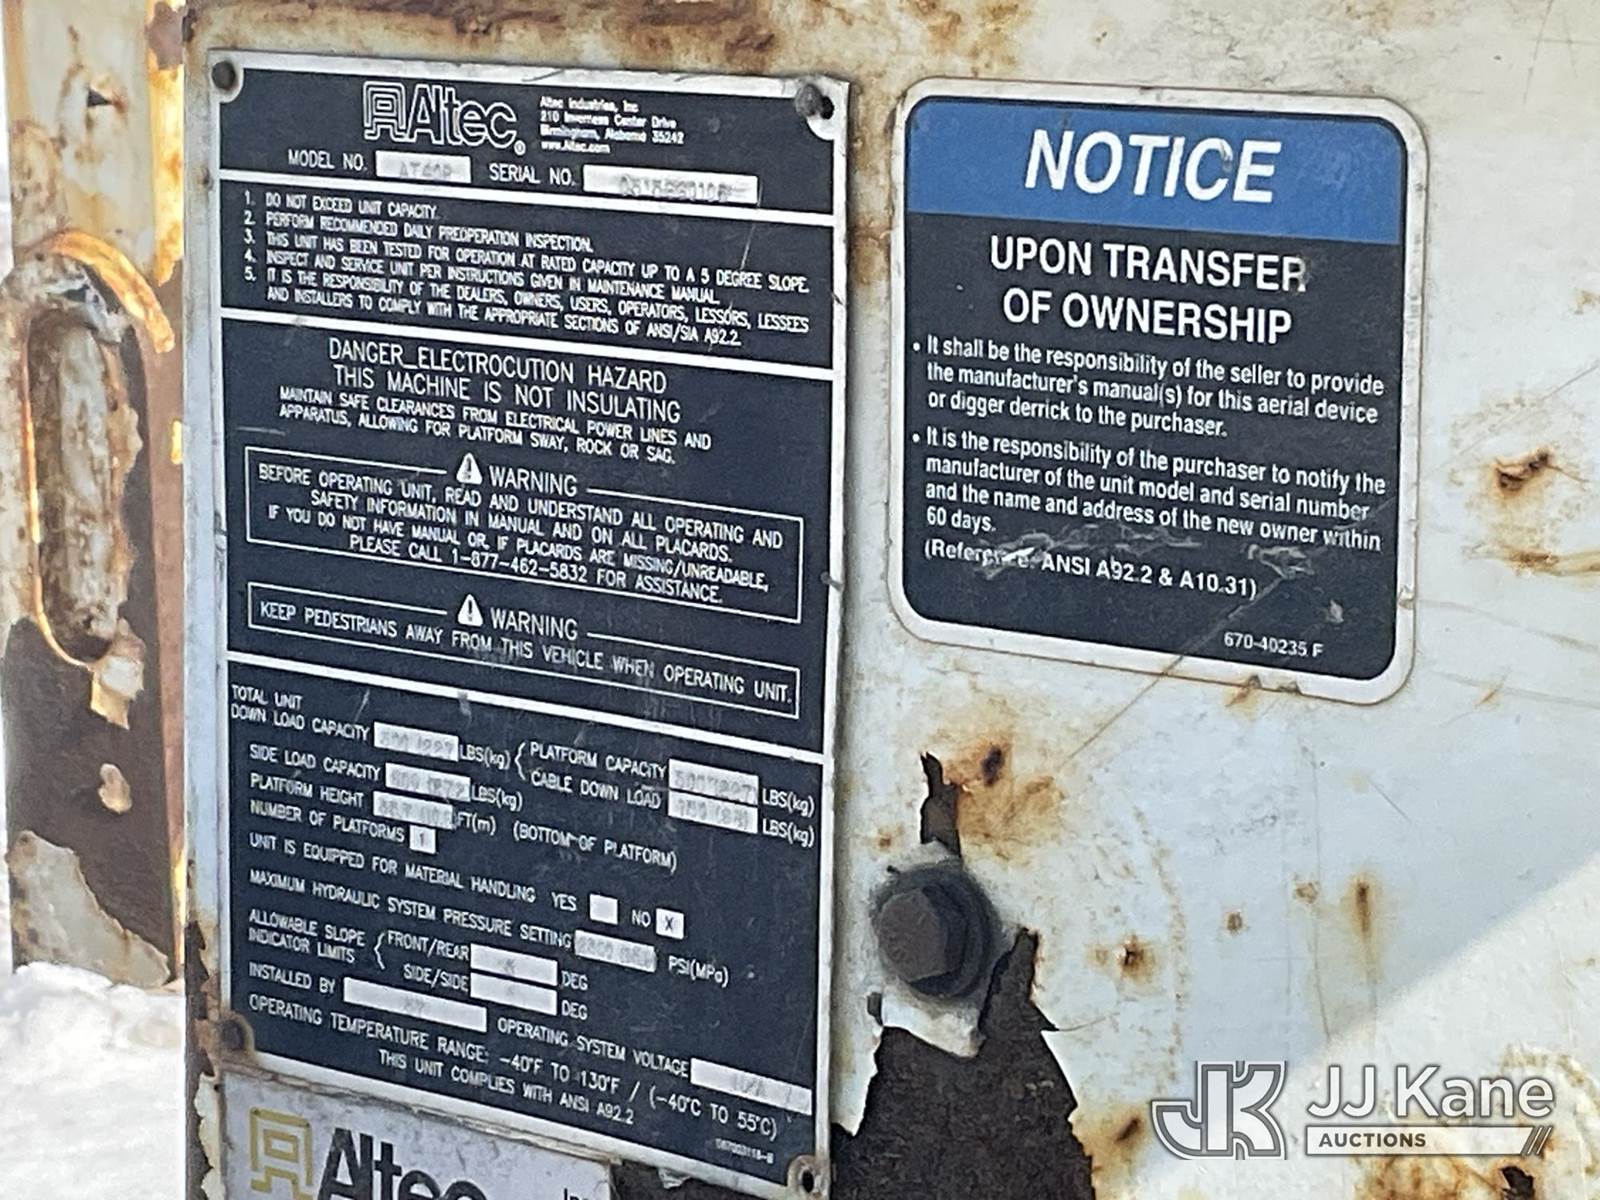 Altec®
Altec Industries, Inc
210 Inverness Center Drive
Birmingham, Alabama 35242
www.Altec.com
MODEL NO. SERIAL NO.
1. DO NOT EXCEED UNIT CAPACITY.
2. PERFORM RECOMMENDED DAILY PREOPERATION INSPECTION.
3. THIS UNIT HAS BEEN TESTED FOR OPERATION AT RATED CAPACITY UP TO A 5 DEGREE SLOPE.
4. INSPECT AND SERVICE UNIT PER INSTRUCTIONS GIVEN IN MAINTENANCE MANUAL.
5. IT IS THE RESPONSIBILITY OF THE DEALERS, OWNERS, USERS, OPERATORS, LESSORS, LESSEES
AND INSTALLERS TO COMPLY WITH THE APPROPRIATE SECTIONS OF ANSI/SIA A92.2.
DANGER ELECTROCUTION HAZARD
THIS MACHINE IS NOT INSULATING
MAINTAIN SAFE CLEARANCES FROM ELECTRICAL POWER LINES AND
APPARATUS, ALLOWING FOR PLATFORM SWAY, ROCK OR SAG.
WARNING
BEFORE OPERATING UNIT, READ AND UNDERSTAND ALL OPERATING AND
SAFETY INFORMATION IN MANUAL AND ON ALL PLACARDS.
IF YOU DO NOT HAVE MANUAL OR IF PLACARDS ARE MISSING/UNREADABLE,
PLEASE CALL 1-877-462-5832 FOR ASSISTANCE.
WARNING
KEEP PEDESTRIANS AWAY FROM THIS VEHICLE WHEN OPERATING UNIT.
TOTAL UNIT
DOWN LOAD CAPACITY LBS(kg) { PLATFORM CAPACITY LBS(kg)
CABLE DOWN LOAD LBS(kg)
SIDE LOAD CAPACITY LBS(kg)
PLATFORM HEIGHT FT(m) (BOTTOM OF PLATFORM)
NUMBER OF PLATFORMS 1
UNIT IS EQUIPPED FOR MATERIAL HANDLING YES NO X
MAXIMUM HYDRAULIC SYSTEM PRESSURE SETTING PSI(MPa)
ALLOWABLE SLOPE { FRONT/REAR DEG
INDICATOR LIMITS SIDE/SIDE DEG
INSTALLED BY OPERATING SYSTEM VOLTAGE
OPERATING TEMPERATURE RANGE: -40°F TO 130°F / (-40°C TO 55°C)
THIS UNIT COMPLIES WITH ANSI A92.2
Altec
NOTICE
UPON TRANSFER
OF OWNERSHIP
• It shall be the responsibility of the seller to provide
the manufacturer's manual(s) for this aerial device
or digger derrick to the purchaser.
• It is the responsibility of the purchaser to notify the
manufacturer of the unit model and serial number
and the name and address of the new owner within
60 days.
(Reference: ANSI A92.2 & A10.31)
670-40235 F
JK JJ Kane
AUCTIONS